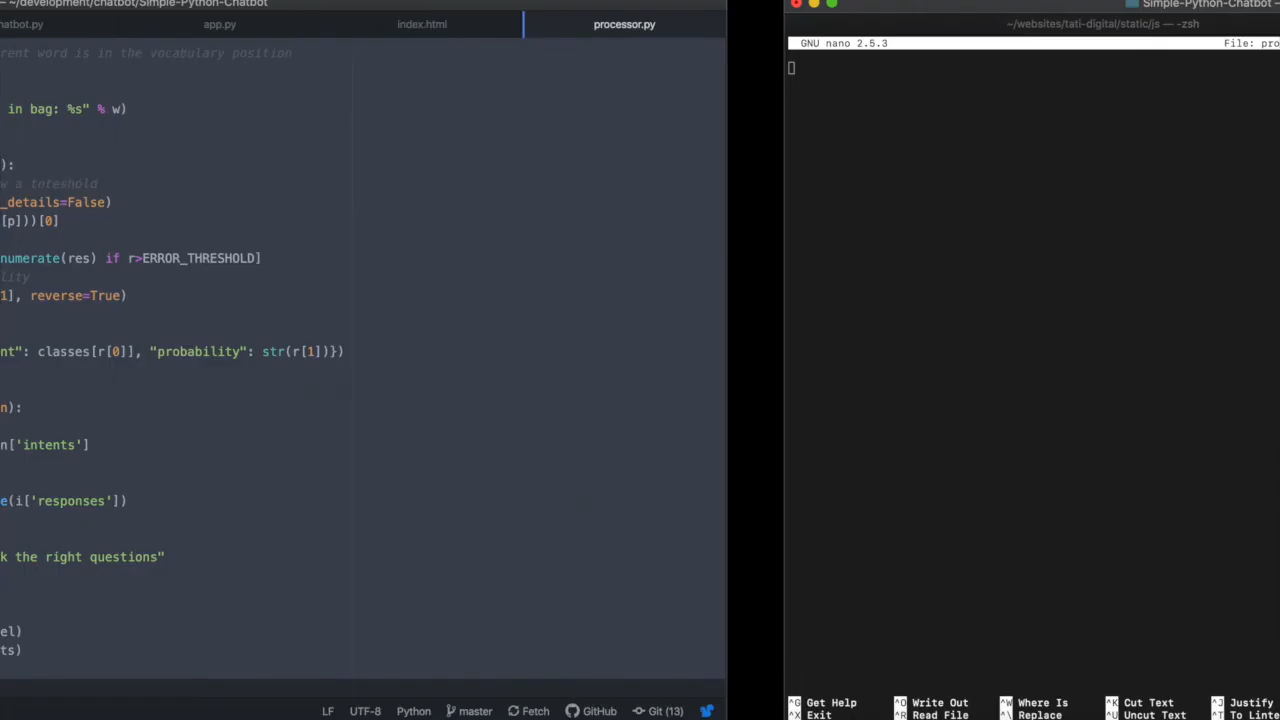 ~/development/chatbot/Simple-Python-Chatbot
hatbot.py
app.py
index.html
processor.py
rent word is in the vocabulary position
in bag: %s" % w)
):
w a toteshold
_details=False)
[p]))[0]
numerate(res) if r>ERROR_THRESHOLD]
lity
1], reverse=True)
nt": classes[r[0]], "probability": str(r[1])})
n):
n['intents']
e(i['responses'])
k the right questions"
el)
ts)
LF UTF-8 Python master Fetch GitHub Git (13)
Simple-Python-Chatbot —
~/websites/tati-digital/static/js — -zsh
GNU nano 2.5.3 File: pro
^G Get Help ^O Write Out ^W Where Is ^K Cut Text ^J Justify
^X Exit ^R Read File ^\ Replace ^U Uncut Text ^T To Linte